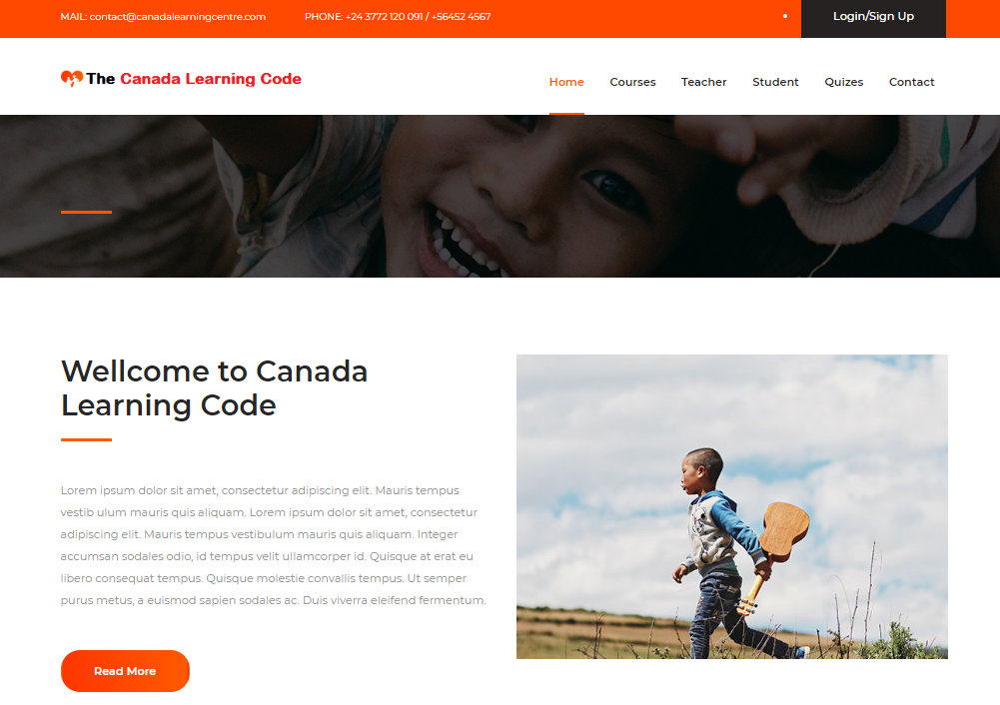 MAIL: contact@canadalearningcentre.com PHONE: +24 3772 120 091 / +56452 4567 Login/Sign Up
The Canada Learning Code
Home Courses Teacher Student Quizes Contact
Wellcome to Canada
Learning Code
Lorem ipsum dolor sit amet, consectetur adipiscing elit. Mauris tempus
vestib ulum mauris quis aliquam. Lorem ipsum dolor sit amet, consectetur
adipiscing elit. Mauris tempus vestibulum mauris quis aliquam. Integer
accumsan sodales odio, id tempus velit ullamcorper id. Quisque at erat eu
libero consequat tempus. Quisque molestie convallis tempus. Ut semper
purus metus, a euismod sapien sodales ac. Duis viverra eleifend fermentum.
Read More